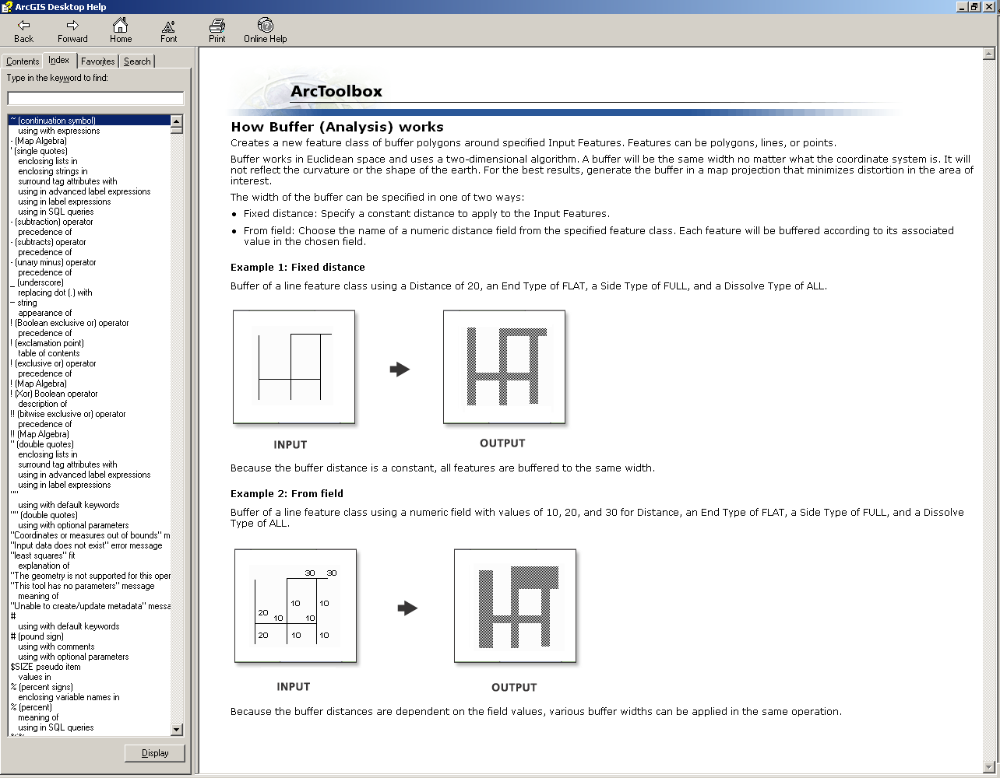 ArcGIS Desktop Help
Back Forward Home Font Print Online Help
Contents Index Favorites Search
Type in the keyword to find:
~ (continuation symbol)
using with expressions
- (Map Algebra)
' (single quotes)
enclosing lists in
enclosing strings in
surround tag attributes with
using in advanced label expressions
using in label expressions
using in SQL queries
- (subtraction) operator
precedence of
- (subtracts) operator
precedence of
- (unary minus) operator
precedence of
_ (underscore)
replacing dot (.) with
-- string
appearance of
! (Boolean exclusive or) operator
precedence of
! (exclamation point)
table of contents
! (exclusive or) operator
precedence of
! (Map Algebra)
! (Xor) Boolean operator
description of
!! (bitwise exclusive or) operator
precedence of
!! (Map Algebra)
" (double quotes)
enclosing lists in
surround tag attributes with
using in advanced label expressions
using in label expressions
""
using with default keywords
"" (double quotes)
using with optional parameters
"Coordinates or measures out of bounds" m
"Input data does not exist" error message
"least squares" fit
explanation of
"The geometry is not supported for this oper
"This tool has no parameters" message
meaning of
"Unable to create/update metadata" messa
#
using with default keywords
# (pound sign)
using with comments
using with optional parameters
$SIZE pseudo item
values in
% (percent signs)
enclosing variable names in
% (percent)
meaning of
using in SQL queries
Display
ArcToolbox
How Buffer (Analysis) works
Creates a new feature class of buffer polygons around specified Input Features. Features can be polygons, lines, or points.
Buffer works in Euclidean space and uses a two-dimensional algorithm. A buffer will be the same width no matter what the coordinate system is. It will
not reflect the curvature or the shape of the earth. For the best results, generate the buffer in a map projection that minimizes distortion in the area of
interest.
The width of the buffer can be specified in one of two ways:
• Fixed distance: Specify a constant distance to apply to the Input Features.
• From field: Choose the name of a numeric distance field from the specified feature class. Each feature will be buffered according to its associated
value in the chosen field.
Example 1: Fixed distance
Buffer of a line feature class using a Distance of 20, an End Type of FLAT, a Side Type of FULL, and a Dissolve Type of ALL.
INPUT OUTPUT
Because the buffer distance is a constant, all features are buffered to the same width.
Example 2: From field
Buffer of a line feature class using a numeric field with values of 10, 20, and 30 for Distance, an End Type of FLAT, a Side Type of FULL, and a Dissolve
Type of ALL.
30 30
10 10
20
10 10
20 10 10
INPUT OUTPUT
Because the buffer distances are dependent on the field values, various buffer widths can be applied in the same operation.